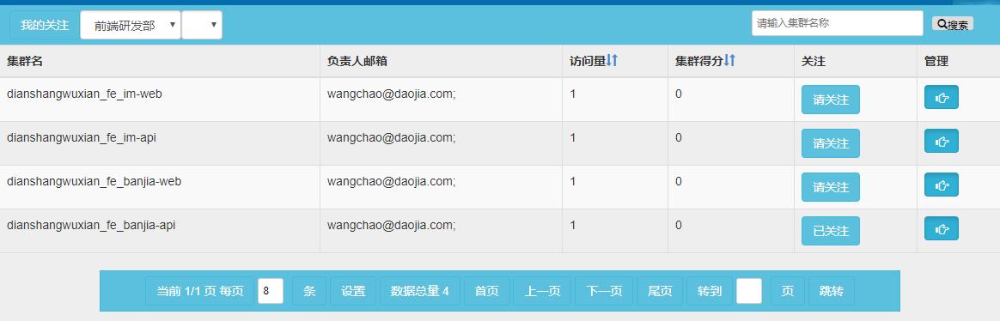 我的关注 前端研发部 请输入集群名称 搜索
集群名 负责人邮箱 访问量 集群得分 关注 管理
dianshangwuxian_fe_im-web wangchao@daojia.com; 1 0 请关注
dianshangwuxian_fe_im-api wangchao@daojia.com; 1 0 请关注
dianshangwuxian_fe_banjia-web wangchao@daojia.com; 1 0 请关注
dianshangwuxian_fe_banjia-api wangchao@daojia.com; 1 0 已关注
当前 1/1 页 每页 8 条 设置 数据总量 4 首页 上一页 下一页 尾页 转到 页 跳转